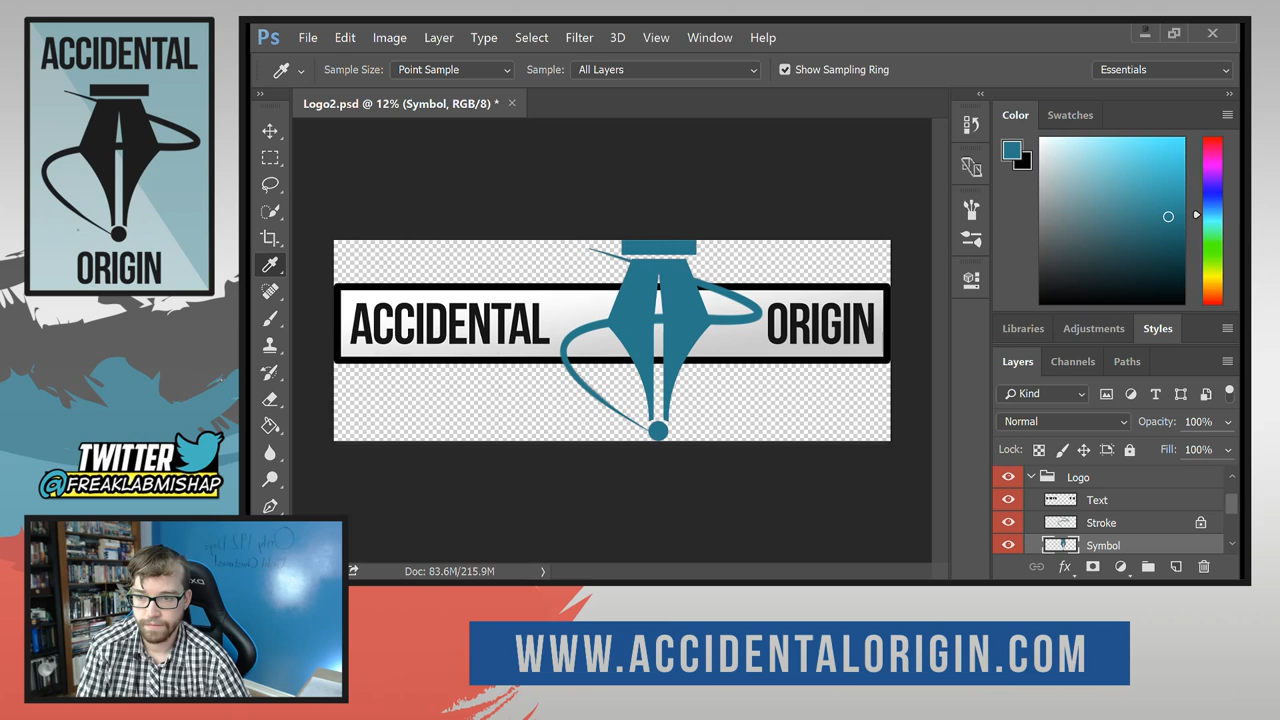 ACCIDENTAL
ORIGIN
TWITTER
@FREAKLABMISHAP
Ps File Edit Image Layer Type Select Filter 3D View Window Help
Sample Size: Point Sample Sample: All Layers Show Sampling Ring Essentials
Logo2.psd @ 12% (Symbol, RGB/8) *
ACCIDENTAL ORIGIN
Doc: 83.6M/215.9M
Color Swatches
Libraries Adjustments Styles
Layers Channels Paths
Kind
Normal Opacity: 100%
Lock: Fill: 100%
Logo
Text
Stroke
Symbol
fx
WWW.ACCIDENTALORIGIN.COM